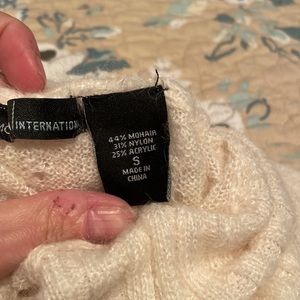 INTERNATION
44% MOHAIR
31% NYLON
25% ACRYLIC
S
MADE IN
CHINA